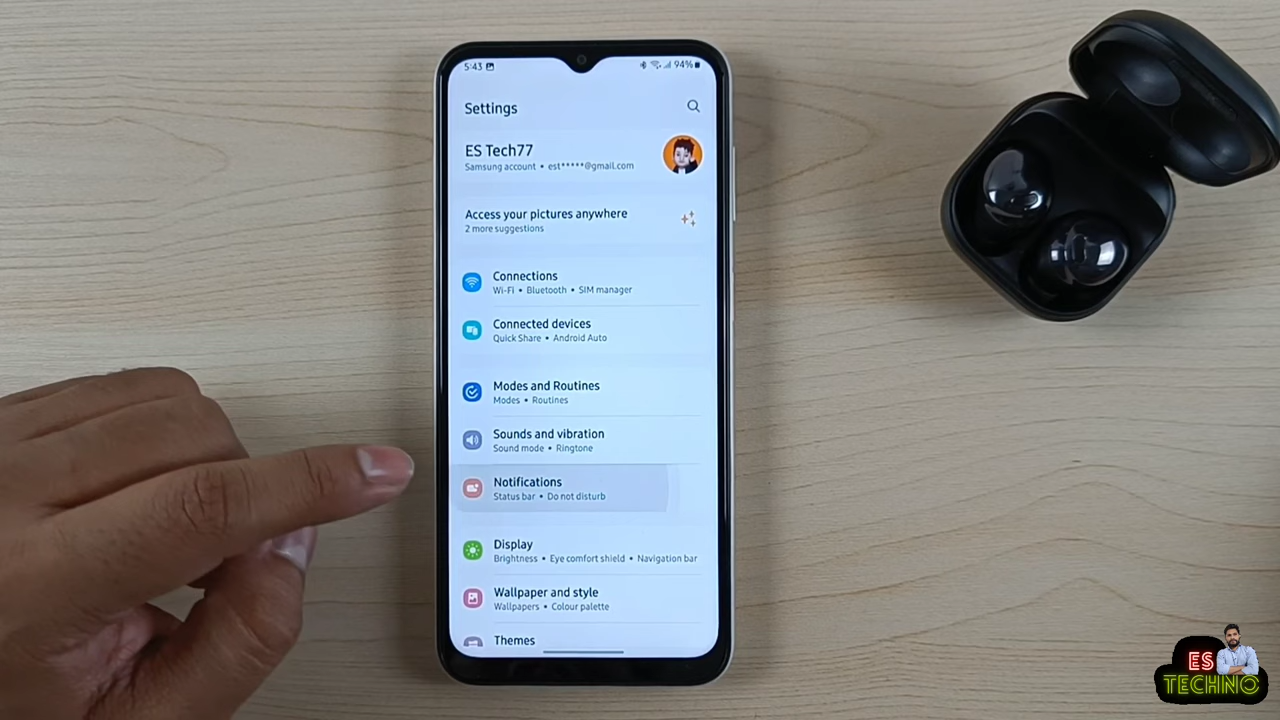 5:43
94%
Settings
ES Tech77
Samsung account • est*****@gmail.com
Access your pictures anywhere
2 more suggestions
Connections
Wi-Fi • Bluetooth • SIM manager
Connected devices
Quick Share • Android Auto
Modes and Routines
Modes • Routines
Sounds and vibration
Sound mode • Ringtone
Notifications
Status bar • Do not disturb
Display
Brightness • Eye comfort shield • Navigation bar
Wallpaper and style
Wallpapers • Colour palette
Themes
ES
TECHNO